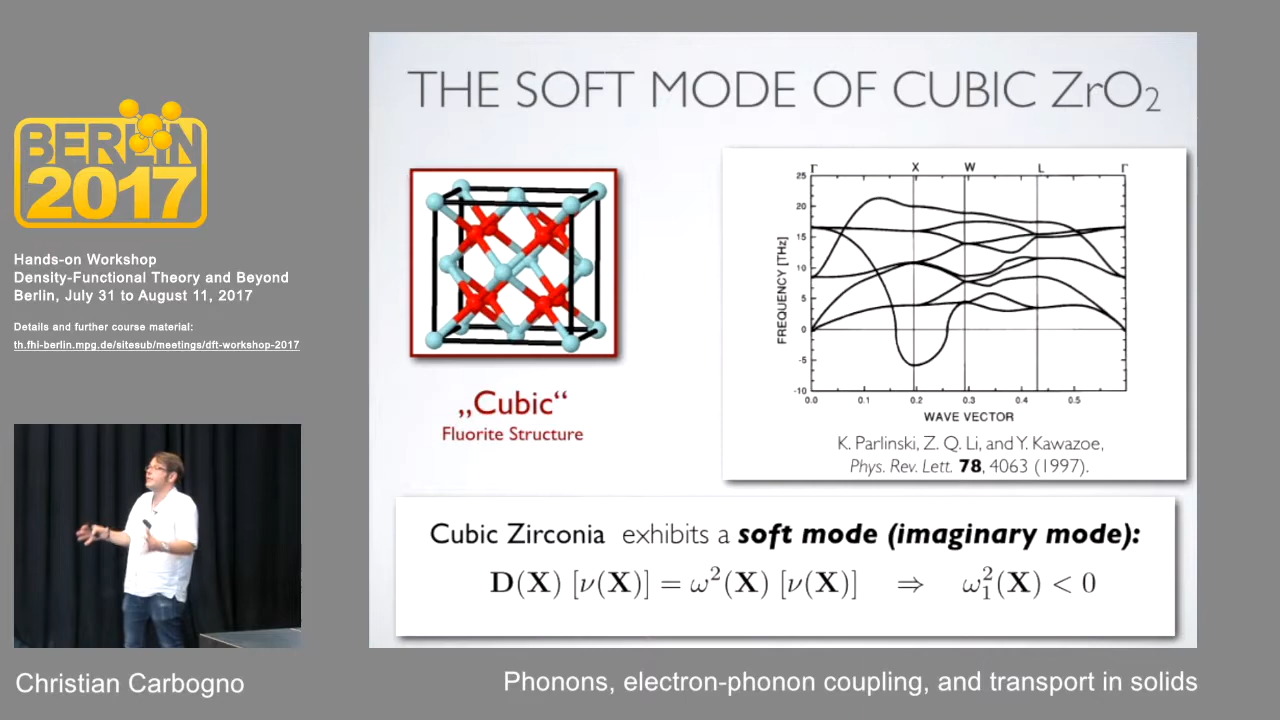 BERLIN
2017
Hands-on Workshop
Density-Functional Theory and Beyond
Berlin, July 31 to August 11, 2017
Details and further course material:
th.fhi-berlin.mpg.de/sitesub/meetings/dft-workshop-2017
THE SOFT MODE OF CUBIC ZrO₂
„Cubic“
Fluorite Structure
Γ X W L Γ
25
20
15
10
5
0
-5
-10
FREQUENCY [THz]
0.0 0.1 0.2 0.3 0.4 0.5
WAVE VECTOR
K. Parlinski, Z. Q. Li, and Y. Kawazoe,
Phys. Rev. Lett. 78, 4063 (1997).
Cubic Zirconia exhibits a soft mode (imaginary mode):
D(X) [ν(X)] = ω²(X) [ν(X)] ⇒ ω₁²(X) < 0
Christian Carbogno
Phonons, electron-phonon coupling, and transport in solids